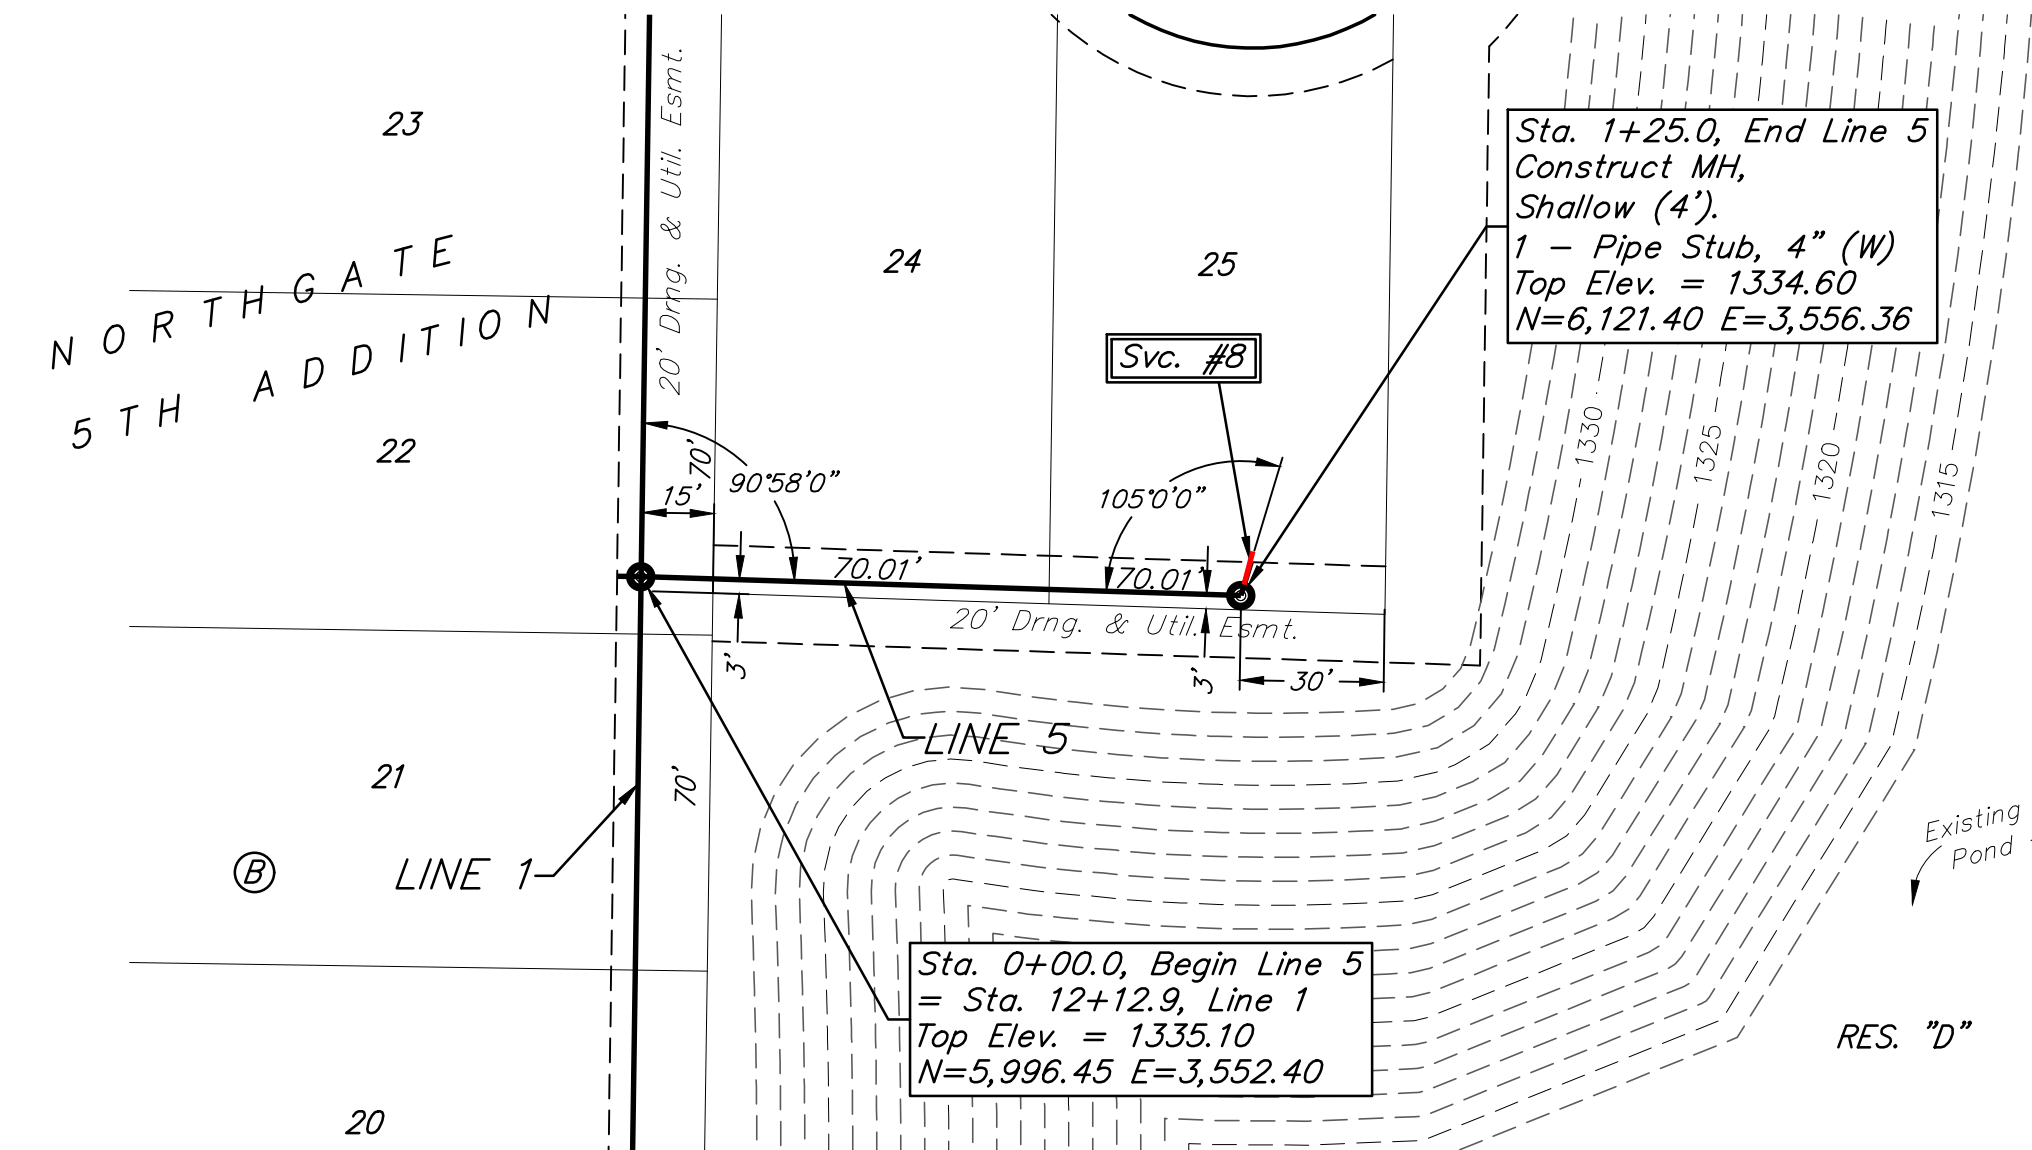 23
20' Drng. & Util. Esmt.
Sta. 1+25.0, End Line 5
Construct MH,
Shallow (4').
1 - Pipe Stub, 4" (W)
Top Elev. = 1334.60
N=6,121.40 E=3,556.36
NORTHGATE
5TH ADDITION
24
25
Svc. #8
22
70'
15'
90°58'0"
105°0'0"
1330
1325
1320
1315
70.01'
70.01'
20' Drng. & Util. Esmt.
3'
3'
30'
LINE 5
21
70'
B
LINE 1
Existing
Pond
Sta. 0+00.0, Begin Line 5
= Sta. 12+12.9, Line 1
Top Elev. = 1335.10
N=5,996.45 E=3,552.40
RES. "D"
20